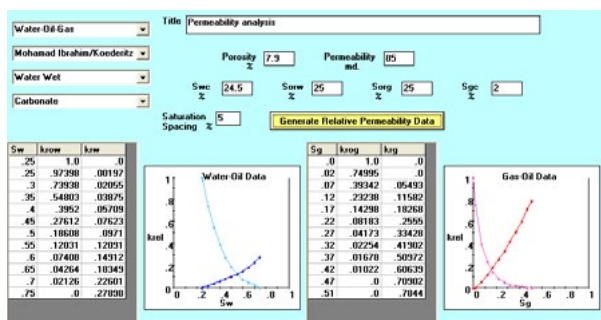 Water-Oil-Gas
Mohamad Ibrahim/Koederitz
Water Wet
Carbonate
Title Permeability analysis
Porosity % 7.9 Permeability md. 85
Swc % 24.5 Sorw % 25 Sorg % 25 Sgc % 2
Saturation Spacing % 5 Generate Relative Permeability Data
Sw krow krw
.25 1.0 .0
.25 .97398 .00197
.3 .73938 .02055
.35 .54803 .03875
.4 .3952 .05709
.45 .27612 .07623
.5 .18608 .0971
.55 .12031 .12091
.6 .07408 .14912
.65 .04264 .18349
.7 .02126 .22601
.75 .0 .27890
Water-Oil Data
1
.8
.6
krel
.4
.2
0
0 .2 .4 .6 .8 1
Sw
Sg krog krg
.0 1.0 .0
.02 .74995 .0
.07 .39342 .05493
.12 .23238 .11582
.17 .14298 .18268
.22 .08183 .2555
.27 .04173 .33428
.32 .02254 .41902
.37 .01678 .50972
.42 .01022 .60639
.47 .0 .70902
.51 .0 .7844
Gas-Oil Data
1
.8
.6
krel
.4
.2
0
0 .2 .4 .6 .8 1
Sg